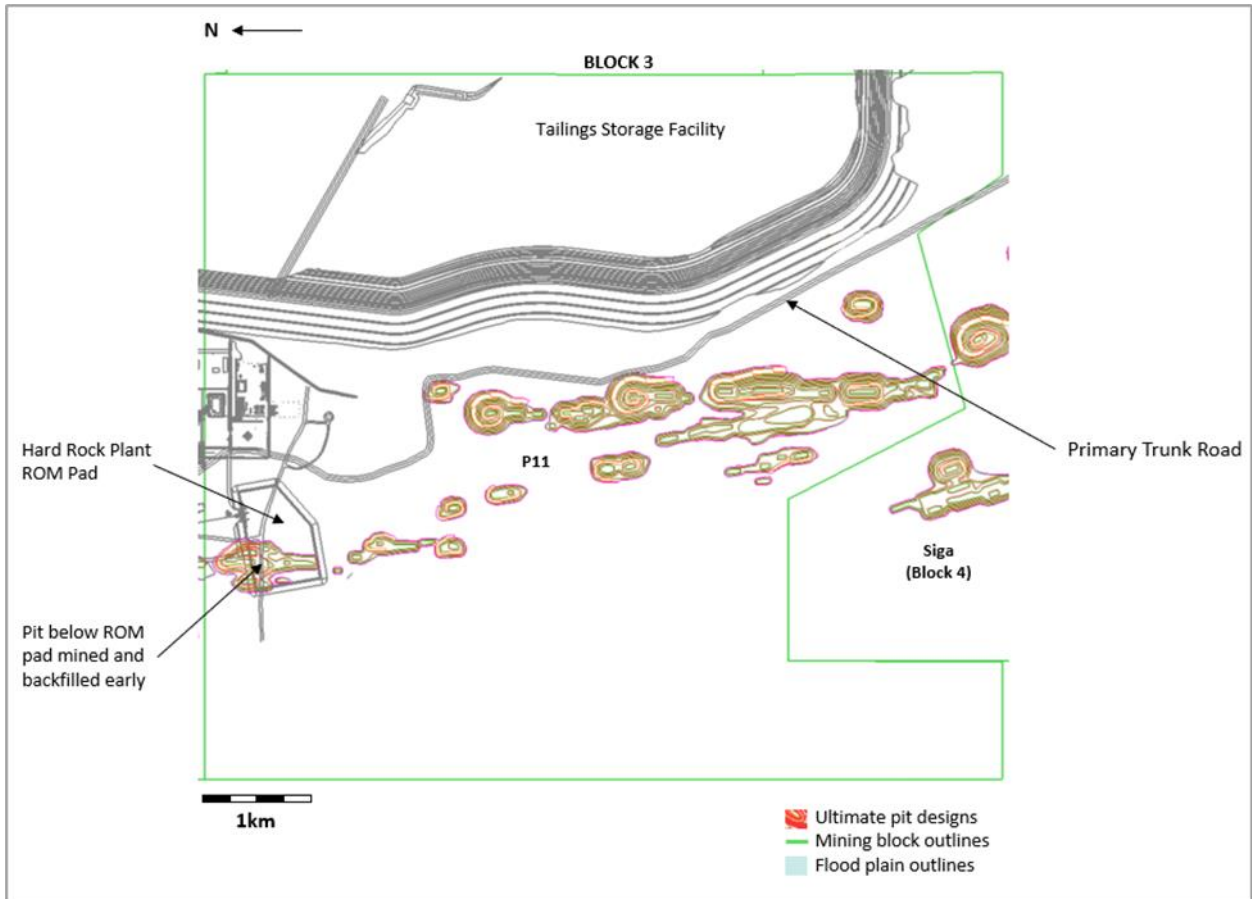 N
BLOCK 3
Tailings Storage Facility
Hard Rock Plant
ROM Pad
P11
Primary Trunk Road
Siga
(Block 4)
Pit below ROM
pad mined and
backfilled early
1km
Ultimate pit designs
Mining block outlines
Flood plain outlines